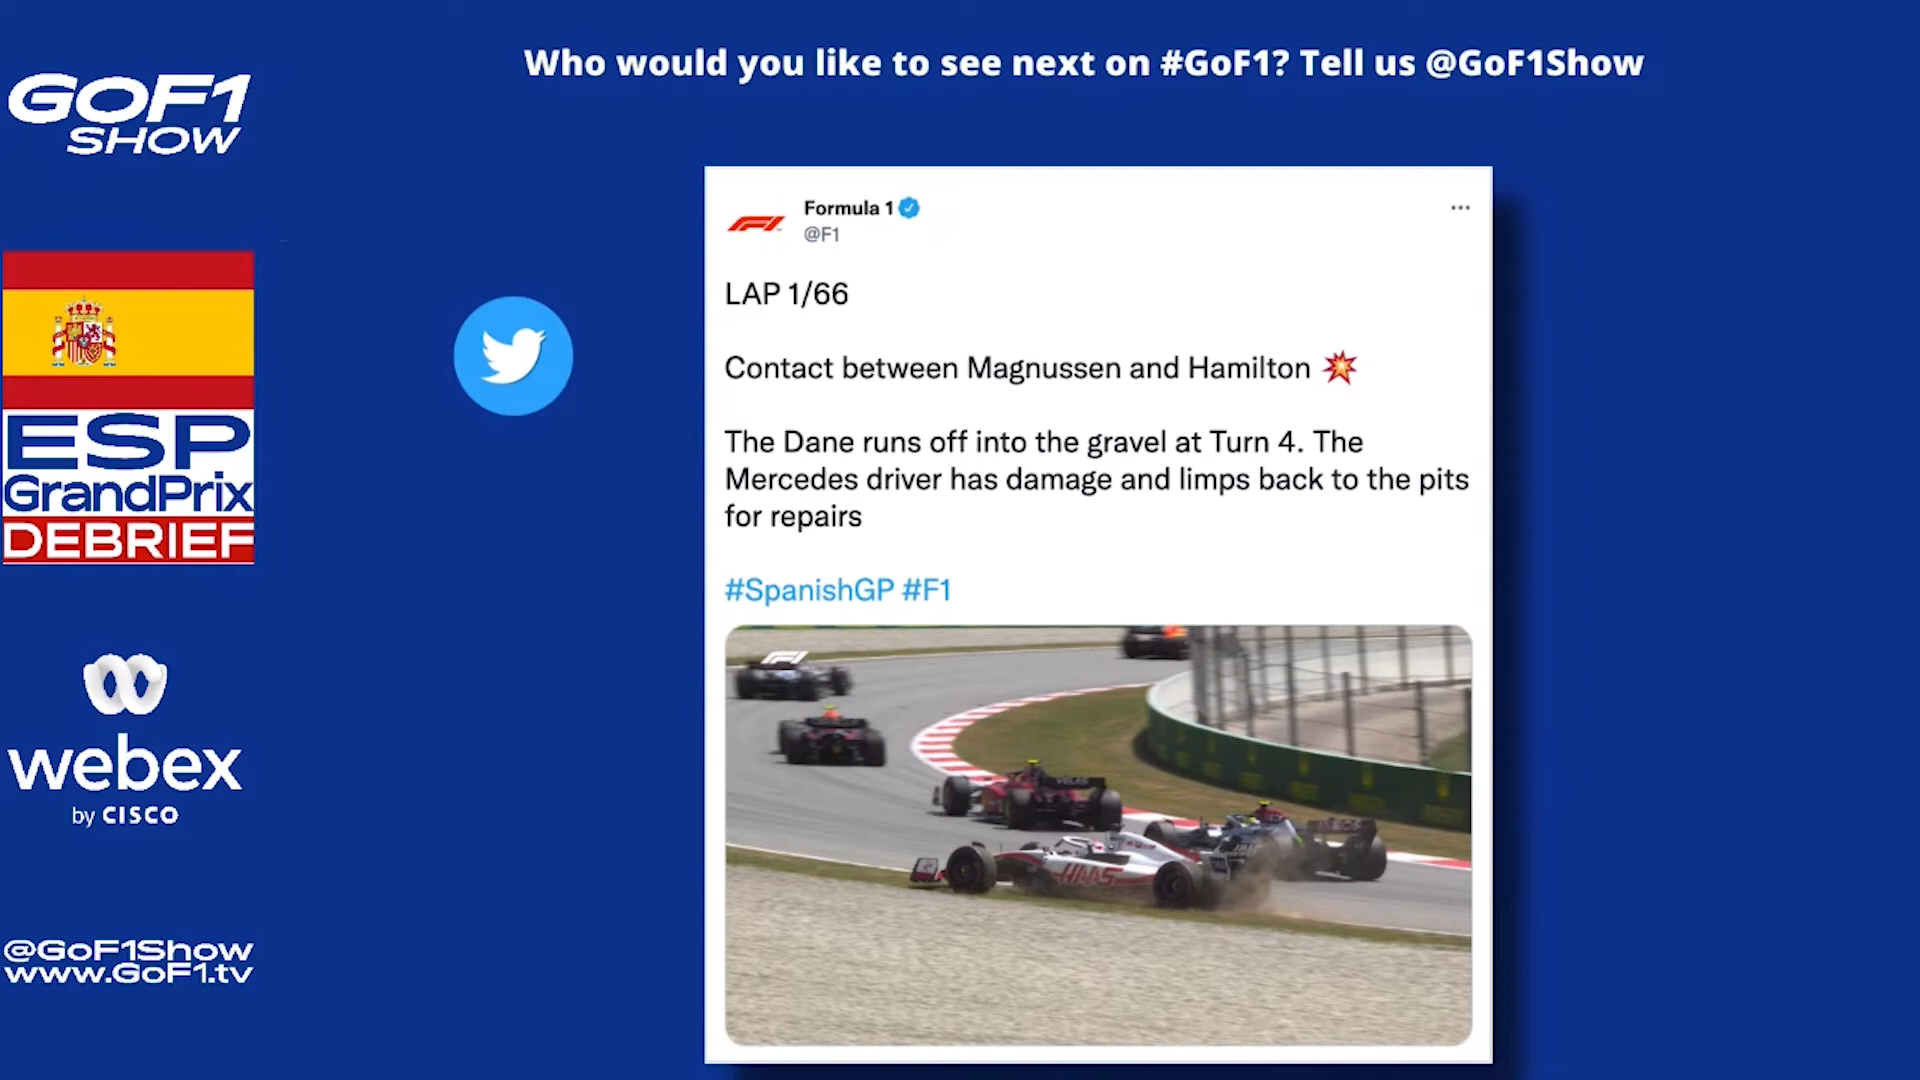 Who would you like to see next on #GoF1? Tell us @GoF1Show
GOF1
SHOW
ESP
GrandPrix
DEBRIEF
webex
by CISCO
@GoF1Show
www.GoF1.tv
Formula 1
@F1
LAP 1/66
Contact between Magnussen and Hamilton 💥
The Dane runs off into the gravel at Turn 4. The
Mercedes driver has damage and limps back to the pits
for repairs
#SpanishGP #F1
VELAS
INEOS
HAAS